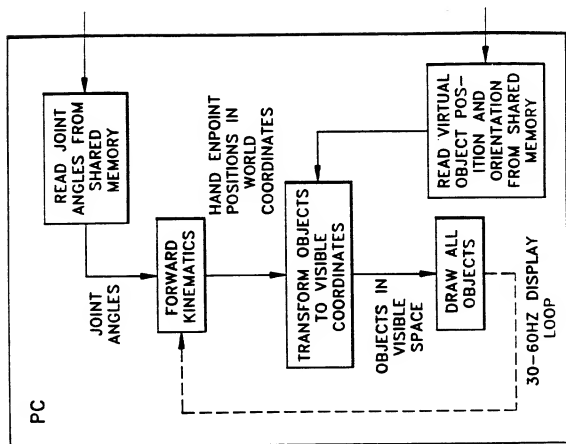 PC
READ JOINT
ANGLES FROM
SHARED
MEMORY
JOINT
ANGLES
FORWARD
KINEMATICS
HAND ENPOINT
POSITIONS IN
WORLD
COORDINATES
READ VIRTUAL
OBJECT POS-
ITION AND
ORIENTATION
FROM SHARED
MEMORY
TRANSFORM OBJECTS
TO VISIBLE
COORDINATES
OBJECTS IN
VISIBLE
SPACE
DRAW ALL
OBJECTS
30-60HZ DISPLAY
LOOP